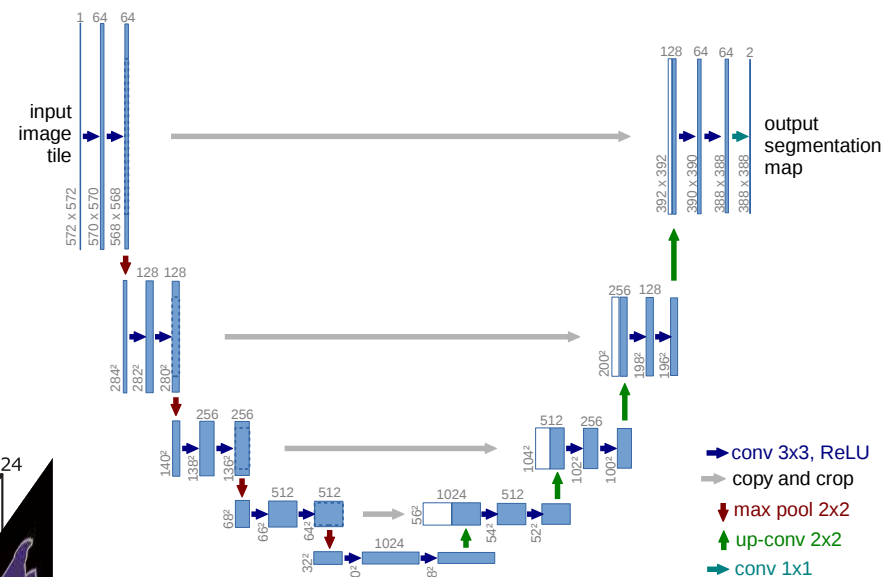 1 64 64
128 64 64 2
input
image
tile
output
segmentation
map
572 x 572
570 x 570
568 x 568
392 x 392
390 x 390
388 x 388
388 x 388
128 128
256 128
284²
282²
280²
200²
198²
196²
256 256
512 256
140²
138²
136²
104²
102²
100²
512 512
1024 512
68²
66²
64²
56²
54²
52²
1024
32²
conv 3x3, ReLU
copy and crop
max pool 2x2
up-conv 2x2
conv 1x1
24